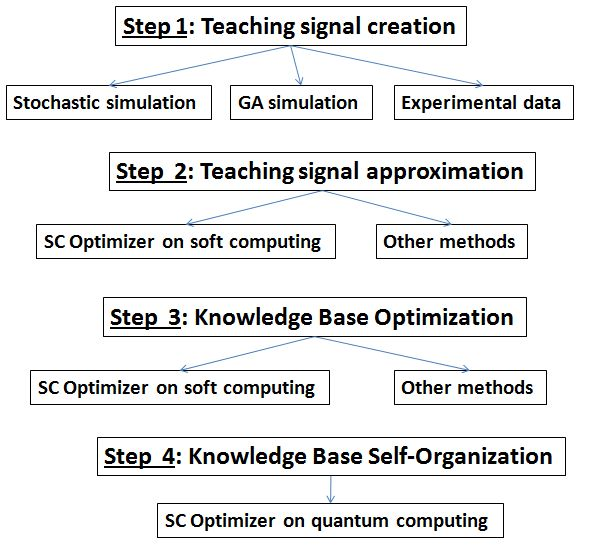 Step 1: Teaching signal creation
Stochastic simulation
GA simulation
Experimental data
Step 2: Teaching signal approximation
SC Optimizer on soft computing
Other methods
Step 3: Knowledge Base Optimization
SC Optimizer on soft computing
Other methods
Step 4: Knowledge Base Self-Organization
SC Optimizer on quantum computing